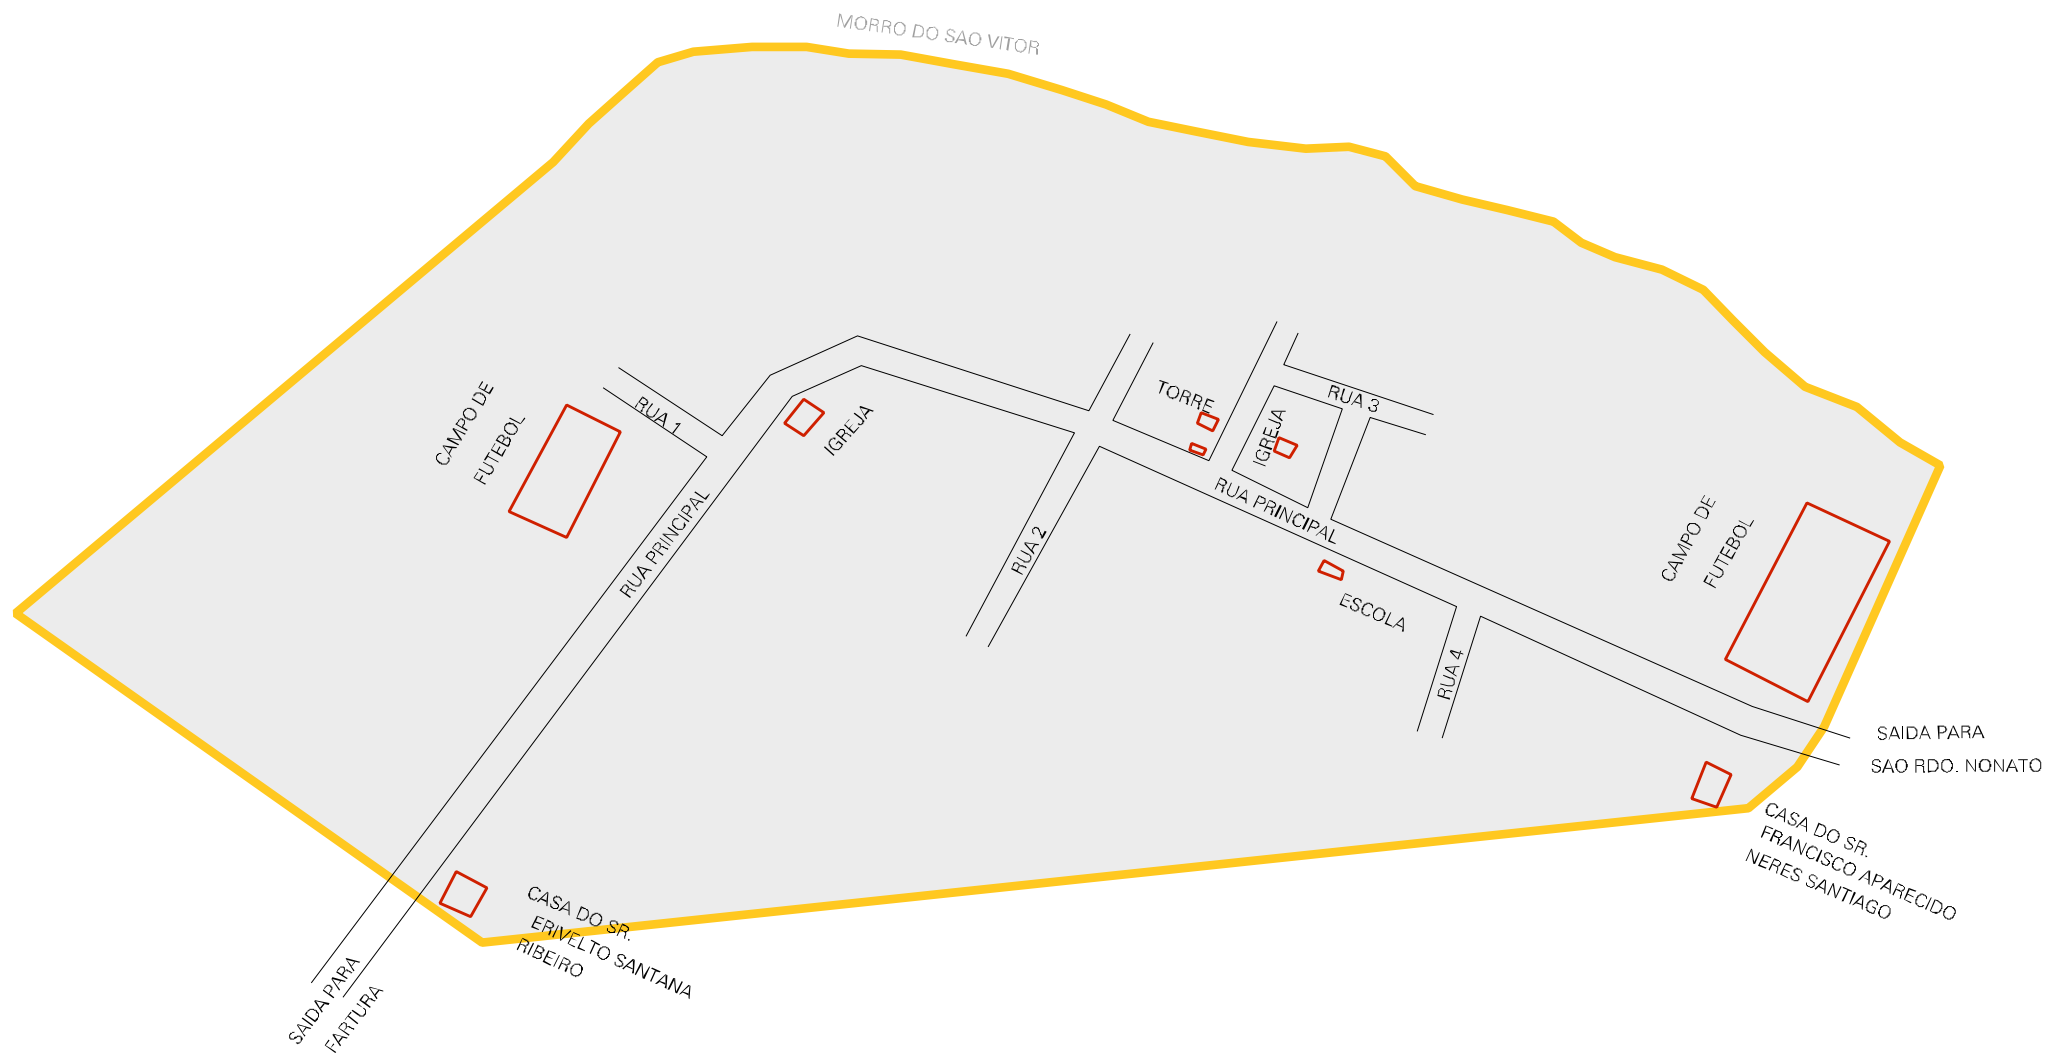 MORRO DO SAO VITOR
CAMPO DE
FUTEBOL
RUA 1
IGREJA
RUA PRINCIPAL
TORRE
IGREJA
RUA 3
RUA PRINCIPAL
RUA 2
ESCOLA
RUA 4
CAMPO DE
FUTEBOL
SAIDA PARA
SAO RDO. NONATO
CASA DO SR.
FRANCISCO APARECIDO
NERES SANTIAGO
CASA DO SR.
ERIVELTO SANTANA
RIBEIRO
SAIDA PARA
FARTURA